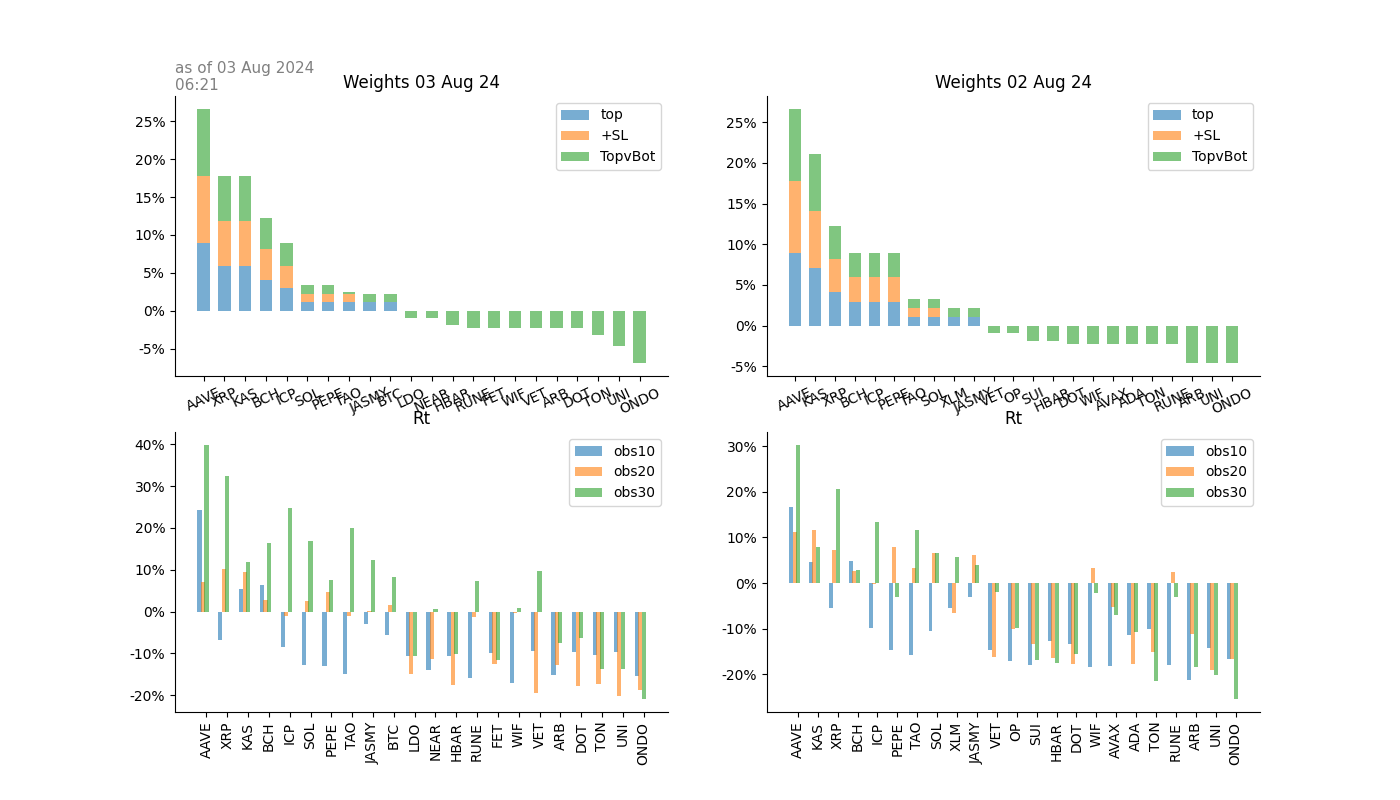 as of 03 Aug 2024
06:21
Weights 03 Aug 24
25%
20%
15%
10%
5%
0%
-5%
top
+SL
TopvBot
AAVE XRP KAS BCH ICP SOL PEPE TAO JASMY BTC LDO NEAR HBAR RUNE FET WIF VET ARB DOT TON UNI ONDO
Weights 02 Aug 24
25%
20%
15%
10%
5%
0%
-5%
top
+SL
TopvBot
AAVE KAS XRP BCH ICP PEPE TAO SOL XLM JASMY VET OP SUI HBAR DOT WIF AVAX ADA TON RUNE ARB UNI ONDO
Rt
40%
30%
20%
10%
0%
-10%
-20%
obs10
obs20
obs30
AAVE XRP KAS BCH ICP SOL PEPE TAO JASMY BTC LDO NEAR HBAR RUNE FET WIF VET ARB DOT TON UNI ONDO
Rt
30%
20%
10%
0%
-10%
-20%
obs10
obs20
obs30
AAVE KAS XRP BCH ICP PEPE TAO SOL XLM JASMY VET OP SUI HBAR DOT WIF AVAX ADA TON RUNE ARB UNI ONDO